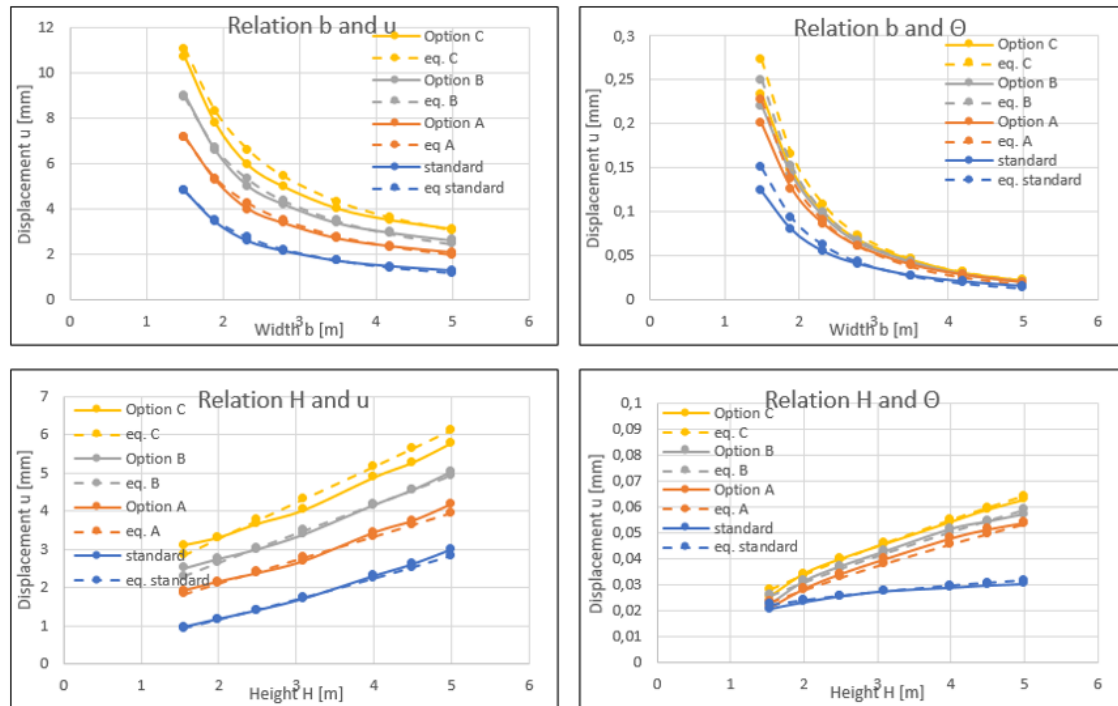 Relation b and u
12
10
8
6
4
2
0
0
1
2
3
4
5
6
Displacement u [mm]
Width b [m]
Option C
eq. C
Option B
eq. B
Option A
eq A
standard
eq standard
Relation b and Θ
0,3
0,25
0,2
0,15
0,1
0,05
0
0
1
2
3
4
5
6
Displacement u [mm]
Width b [m]
Option C
eq. C
Option B
eq. B
Option A
eq. A
standard
eq. standard
Relation H and u
7
6
5
4
3
2
1
0
0
1
2
3
4
5
6
Displacement u [mm]
Height H [m]
Option C
eq. C
Option B
eq. B
Option A
eq. A
standard
eq. standard
Relation H and Θ
0,1
0,09
0,08
0,07
0,06
0,05
0,04
0,03
0,02
0,01
0
0
1
2
3
4
5
6
Displacement u [mm]
Height H [m]
Option C
eq. C
Option B
eq. B
Option A
eq. A
standard
eq. standard